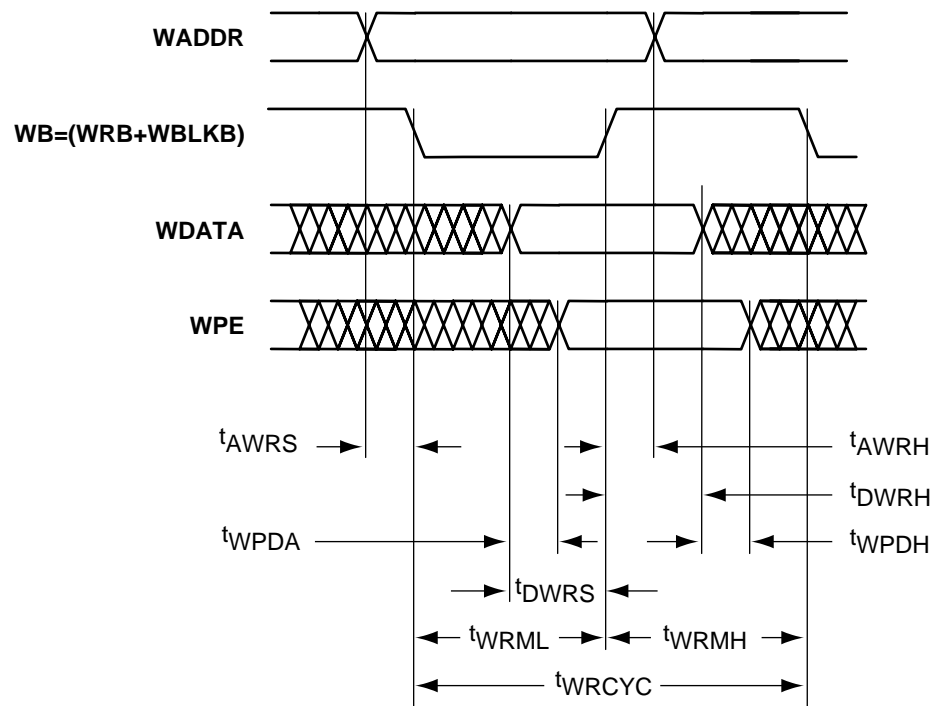 WADDR
WB=(WRB+WBLKB)
WDATA
WPE
tAWRS
tAWRH
tDWRH
tWPDA
tWPDH
tDWRS
tWRML
tWRMH
tWRCYC